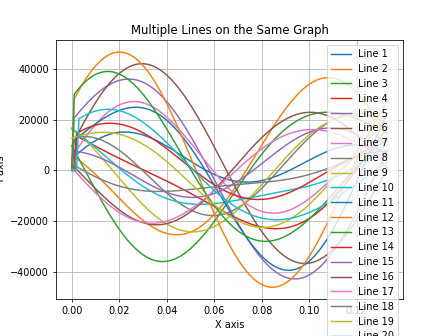 Multiple Lines on the Same Graph
40000
20000
0
−20000
−40000
0.00 0.02 0.04 0.06 0.08 0.10
X axis
Line 1
Line 2
Line 3
Line 4
Line 5
Line 6
Line 7
Line 8
Line 9
Line 10
Line 11
Line 12
Line 13
Line 14
Line 15
Line 16
Line 17
Line 18
Line 19